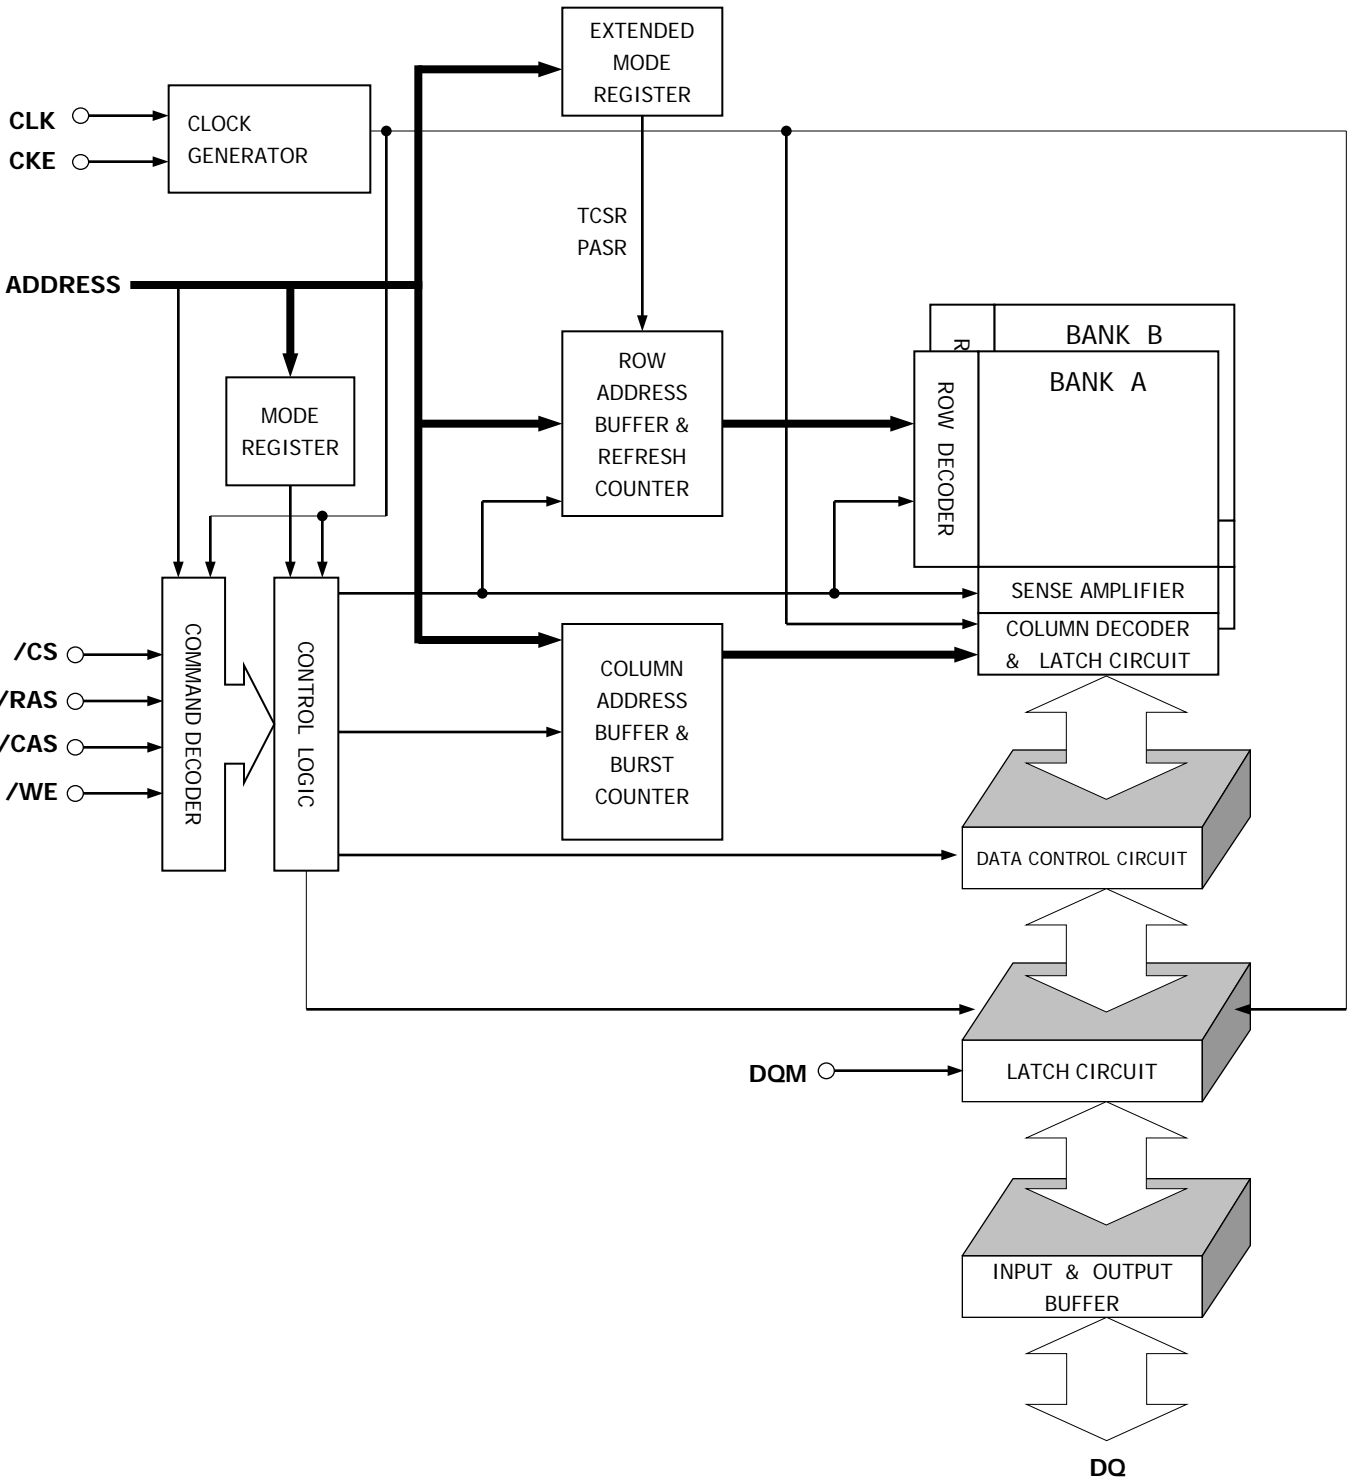 EXTENDED
MODE
REGISTER
CLK
CKE
CLOCK
GENERATOR
TCSR
PASR
ADDRESS
MODE
REGISTER
ROW
ADDRESS
BUFFER &
REFRESH
COUNTER
R
BANK B
BANK A
ROW DECODER
SENSE AMPLIFIER
COLUMN DECODER
& LATCH CIRCUIT
/CS
/RAS
/CAS
/WE
COMMAND DECODER
CONTROL LOGIC
COLUMN
ADDRESS
BUFFER &
BURST
COUNTER
DATA CONTROL CIRCUIT
DQM
LATCH CIRCUIT
INPUT & OUTPUT
BUFFER
DQ